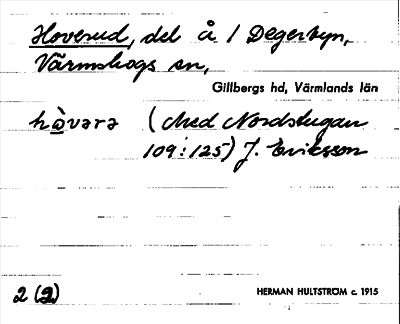 Hoverud, del å 1 Degerbyn,
Värmskogs sn,
Gillbergs hd, Värmlands län
hòvərə (Med Nordstugan
109:125) J. Eriksson
2 (2)
HERMAN HULTSTRÖM c. 1915